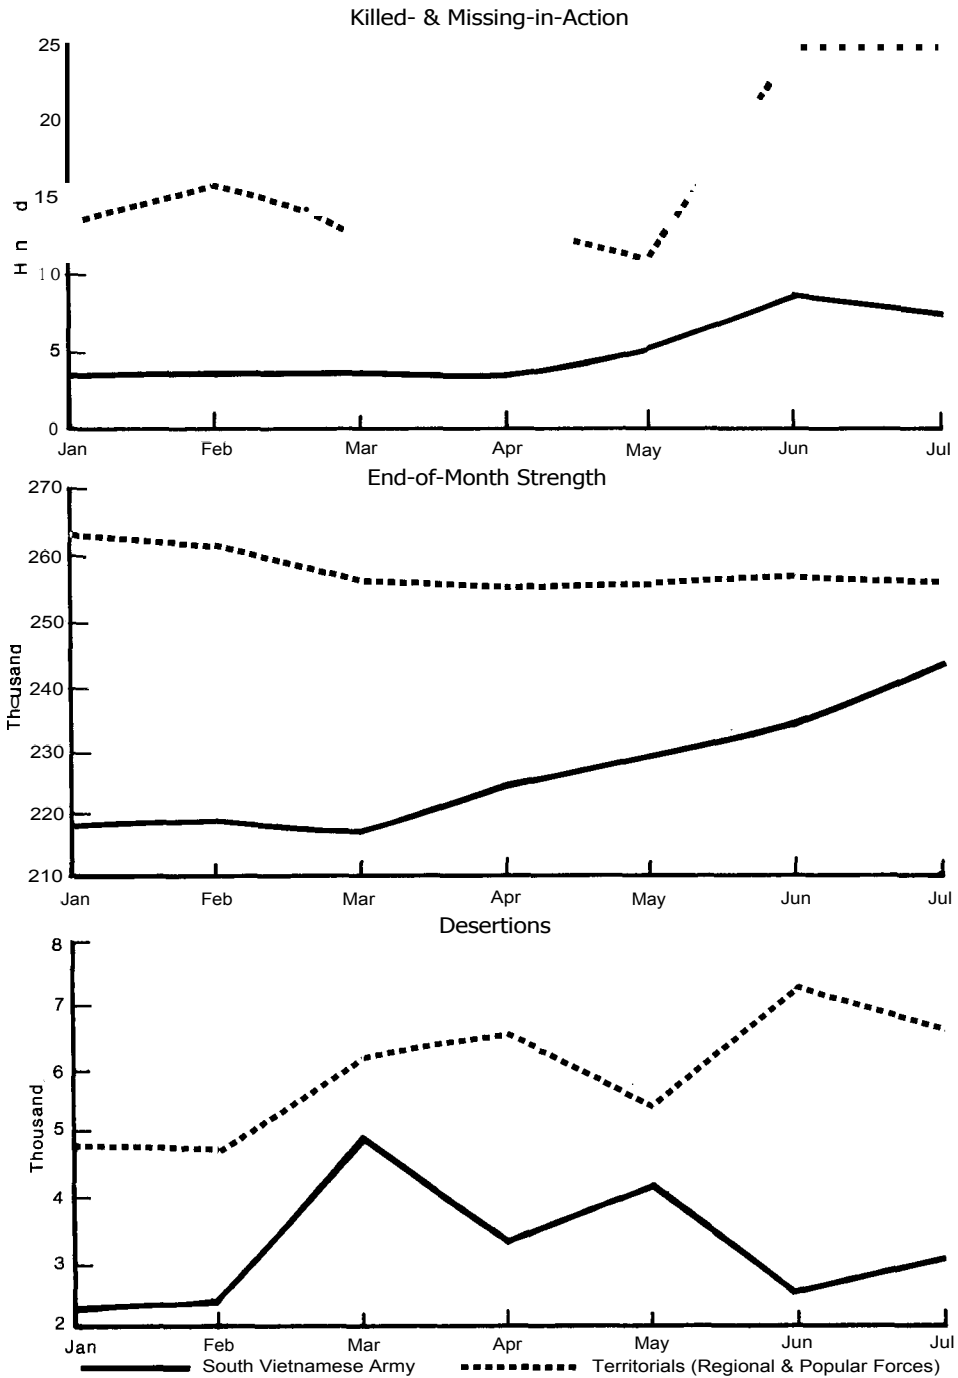 Killed- & Missing-in-Action
25
20
15
H n d
10
5
0
Jan Feb Mar Apr May Jun Jul
End-of-Month Strength
270
260
250
240
230
220
210
Thousand
Jan Feb Mar Apr May Jun Jul
Desertions
8
7
6
5
4
3
2
Thousand
Jan Feb Mar Apr May Jun Jul
South Vietnamese Army Territorials (Regional & Popular Forces)